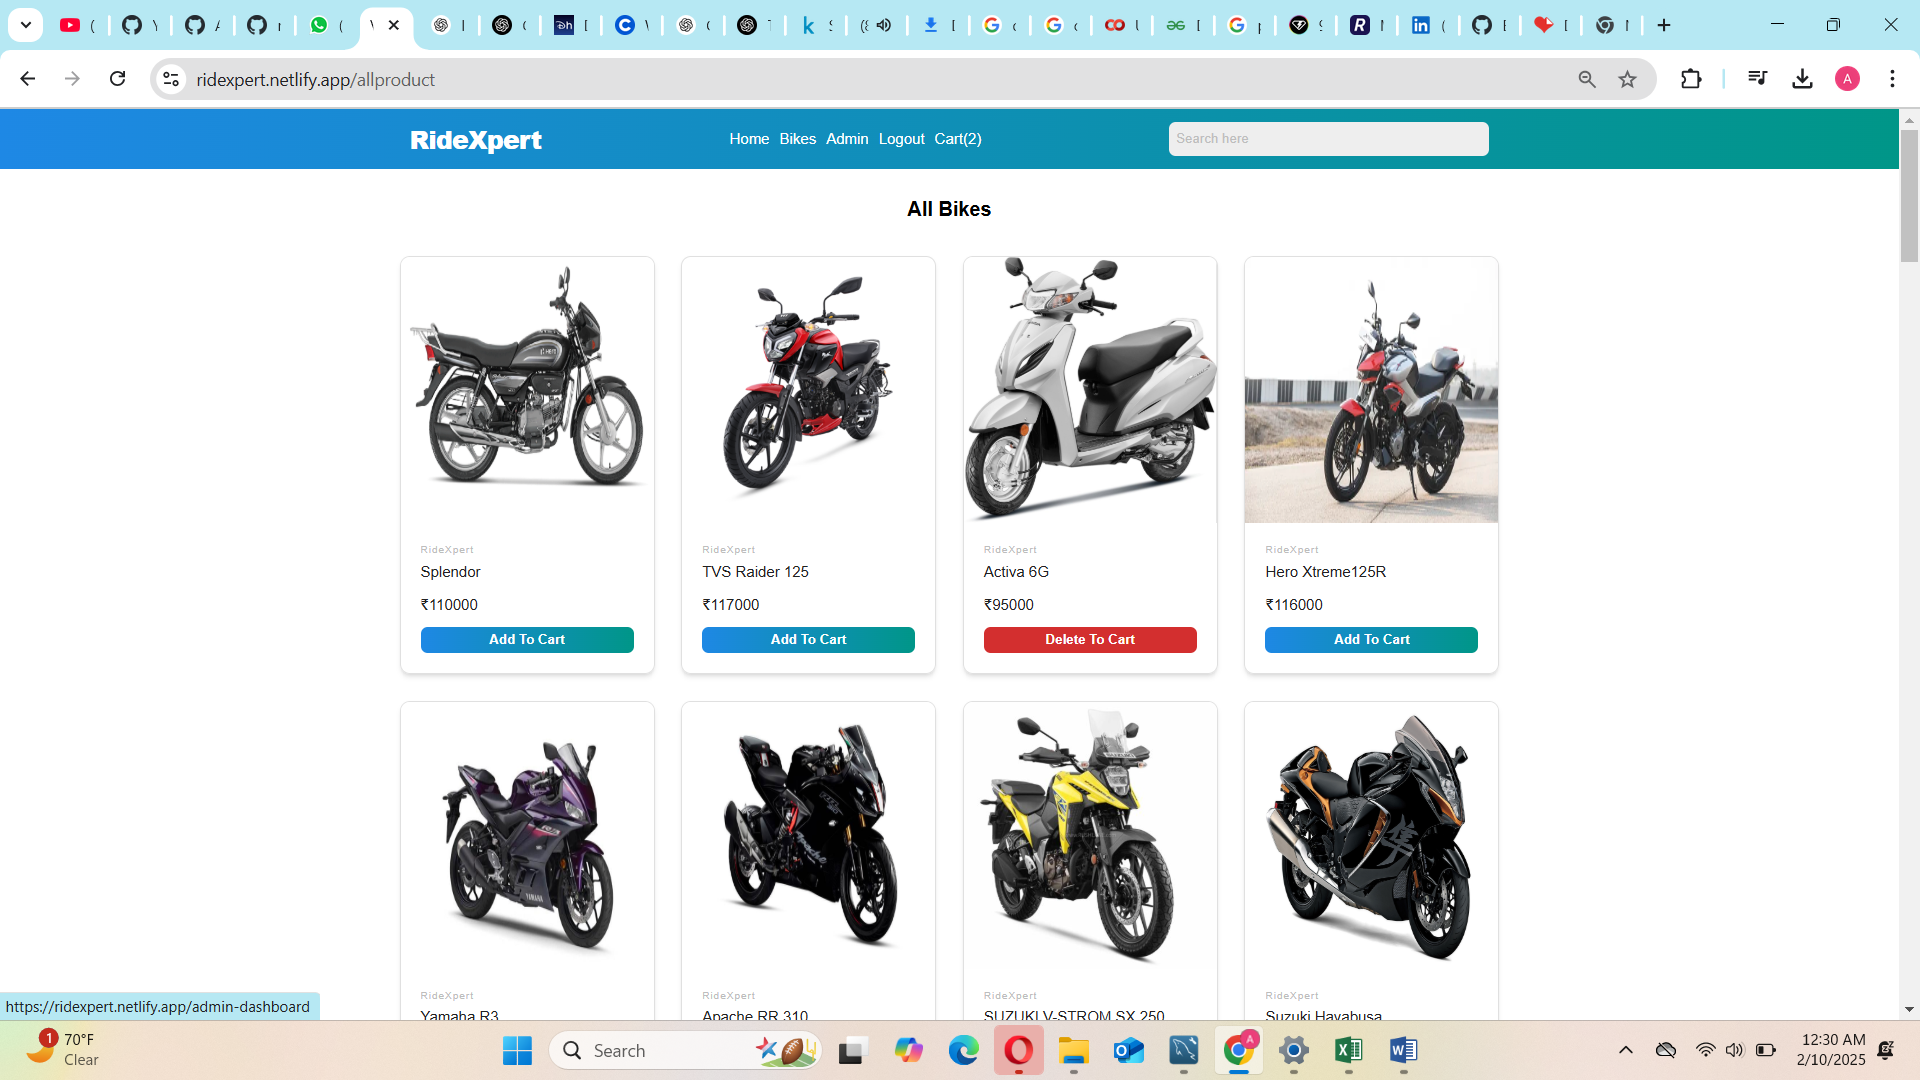 ridexpert.netlify.app/allproduct
A
RideXpert
Home Bikes Admin Logout Cart(2)
Search here
All Bikes
RideXpert
Splendor
₹110000
Add To Cart
RideXpert
TVS Raider 125
₹117000
Add To Cart
RideXpert
Activa 6G
₹95000
Delete To Cart
RideXpert
Hero Xtreme125R
₹116000
Add To Cart
RideXpert
Yamaha R3
RideXpert
Apache RR 310
RideXpert
SUZUKI V-STROM SX 250
RideXpert
Suzuki Hayabusa
https://ridexpert.netlify.app/admin-dashboard
1
70°F
Clear
Search
A
12:30 AM
2/10/2025